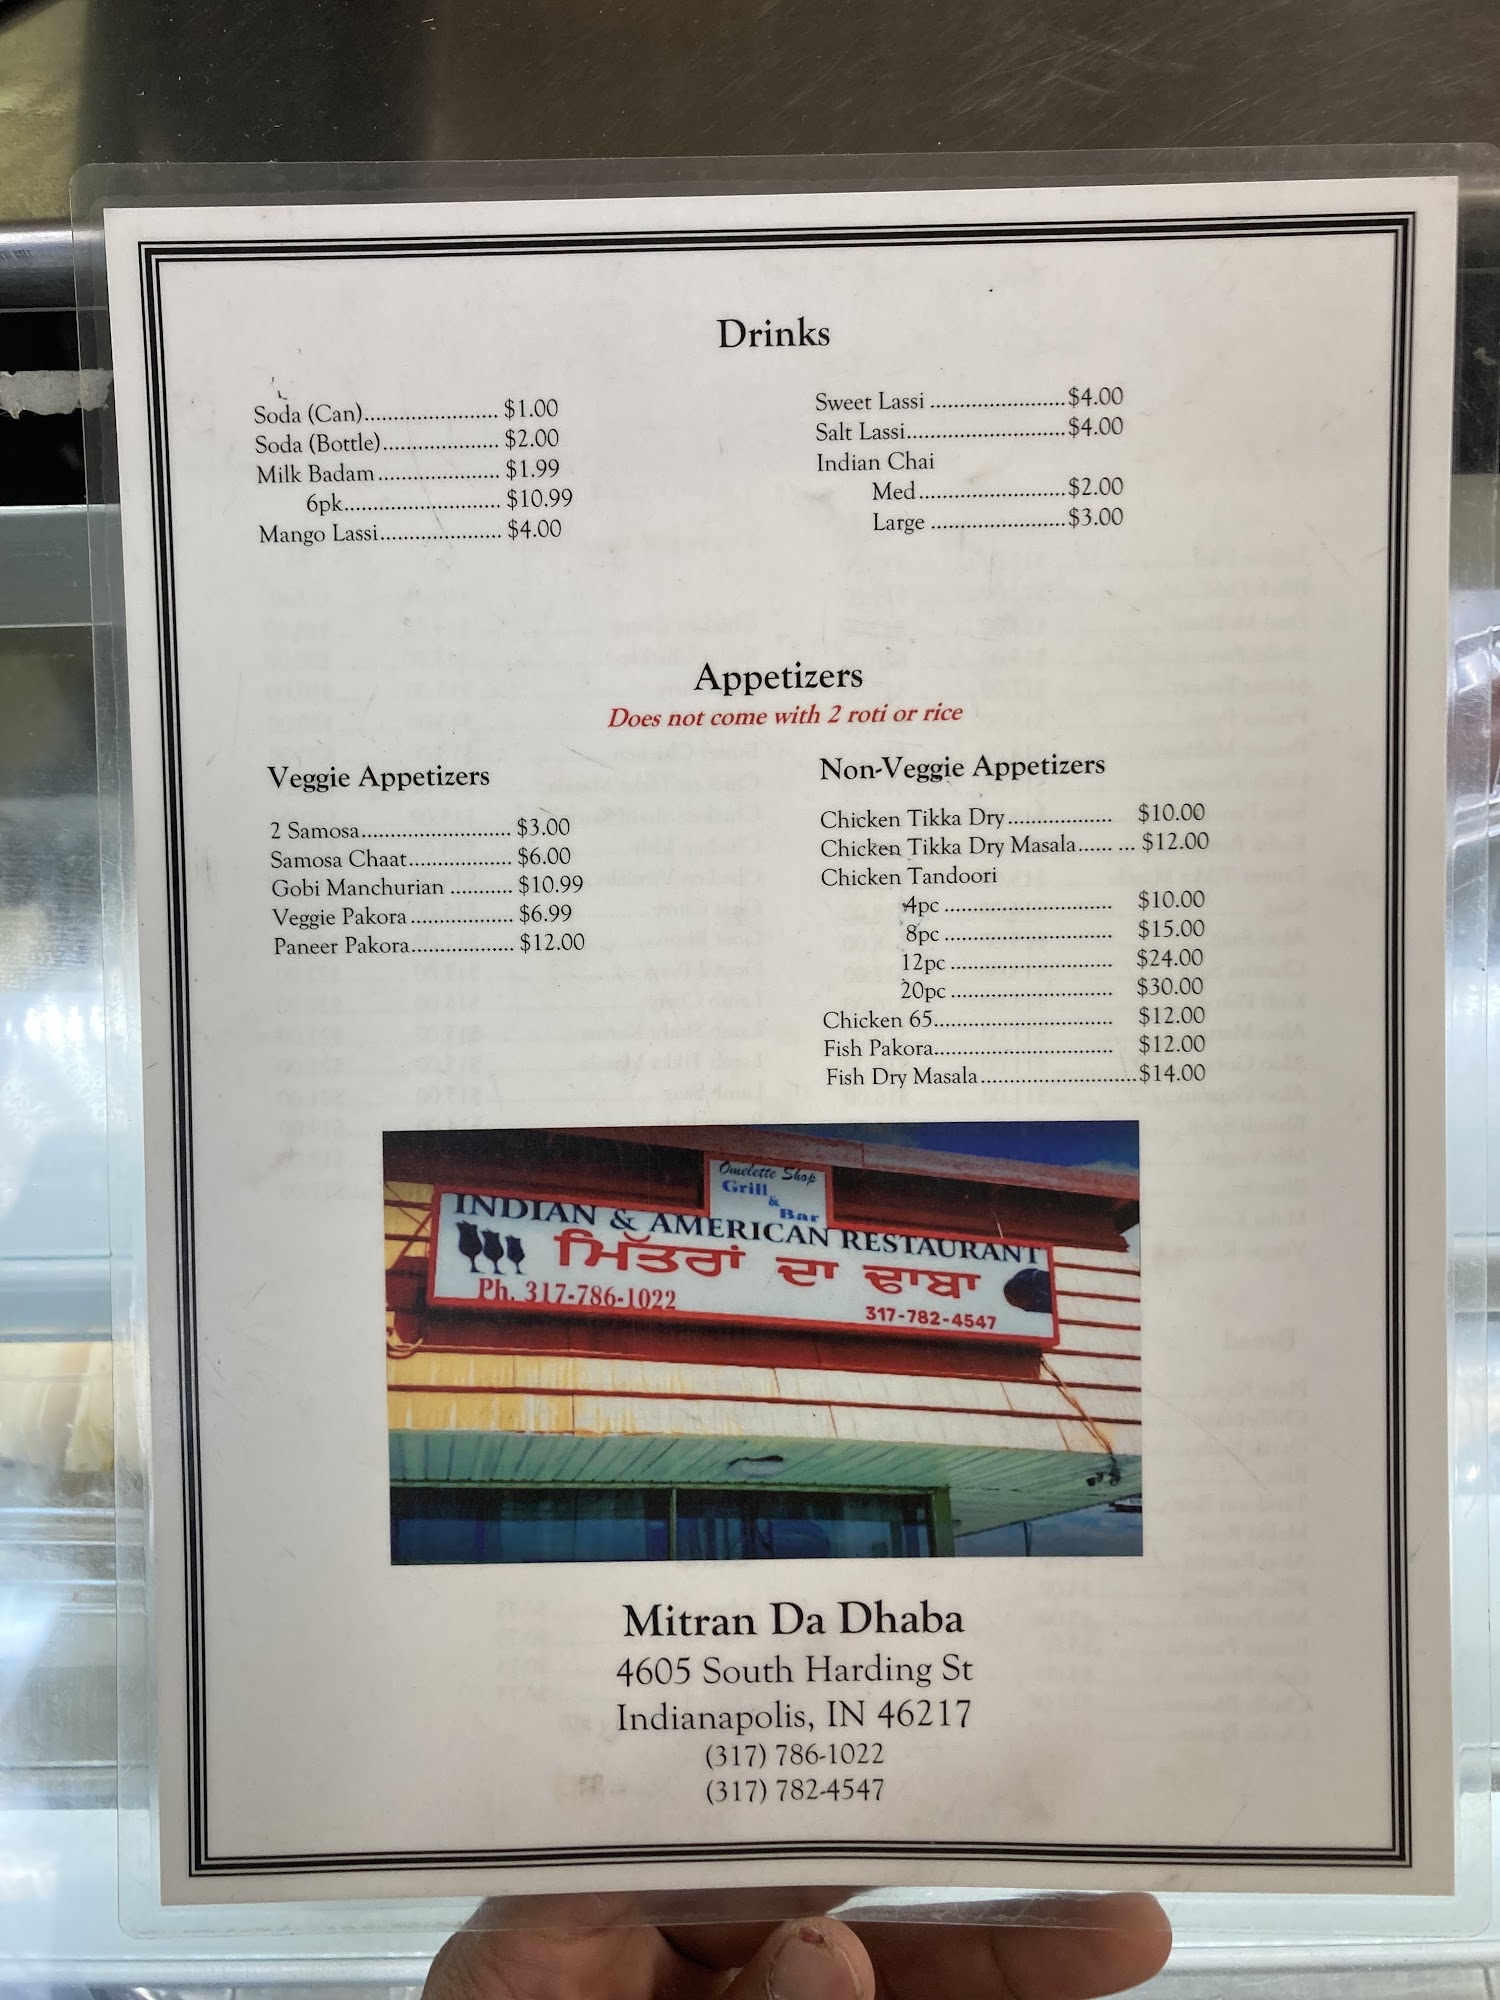 Drinks
Soda (Can)...................... $1.00
Soda (Bottle).................... $2.00
Milk Badam..................... $1.99
6pk.......................... $10.99
Mango Lassi..................... $4.00
Sweet Lassi .......................$4.00
Salt Lassi...........................$4.00
Indian Chai
Med.........................$2.00
Large .......................$3.00
Appetizers
Does not come with 2 roti or rice
Veggie Appetizers
2 Samosa.......................... $3.00
Samosa Chaat.................. $6.00
Gobi Manchurian ........... $10.99
Veggie Pakora.................. $6.99
Paneer Pakora.................. $12.00
Non-Veggie Appetizers
Chicken Tikka Dry.................. $10.00
Chicken Tikka Dry Masala...... ... $12.00
Chicken Tandoori
4pc ............................. $10.00
8pc ............................. $15.00
12pc ............................ $24.00
20pc ............................ $30.00
Chicken 65............................... $12.00
Fish Pakora............................... $12.00
Fish Dry Masala...........................$14.00
Omelette Shop
Grill
&
Bar
INDIAN & AMERICAN RESTAURANT
ਮਿੱਤਰਾਂ ਦਾ ਢਾਬਾ
Ph. 317-786-1022
317-782-4547
Mitran Da Dhaba
4605 South Harding St
Indianapolis, IN 46217
(317) 786-1022
(317) 782-4547